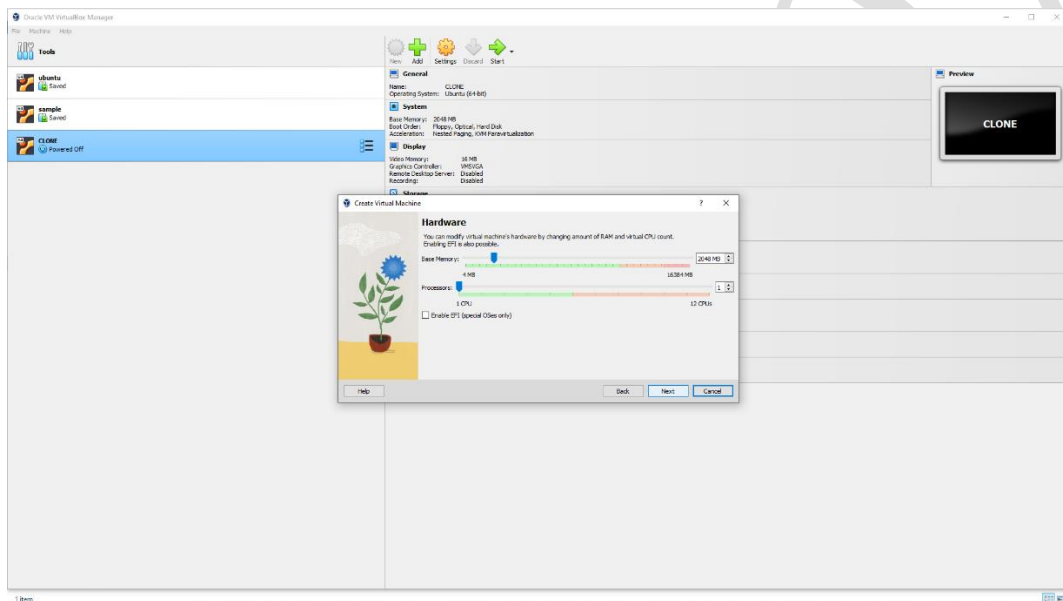 Oracle VM VirtualBox Manager
File Machine Help
Tools
ubuntu
Saved
sample
Saved
CLONE
Powered Off
New Add Settings Discard Start
General
Name: CLONE
Operating System: Ubuntu (64-bit)
System
Base Memory: 2048 MB
Boot Order: Floppy, Optical, Hard Disk
Acceleration: Nested Paging, KVM Paravirtualization
Display
Video Memory: 16 MB
Graphics Controller: VMSVGA
Remote Desktop Server: Disabled
Recording: Disabled
Storage
Preview
CLONE
Create Virtual Machine
Hardware
You can modify virtual machine's hardware by changing amount of RAM and virtual CPU count.
Enabling EFI is also possible.
Base Memory: 2048 MB
4 MB 16384 MB
Processors: 1
1 CPU 12 CPUs
Enable EFI (special OSes only)
Help Back Next Cancel
1 item